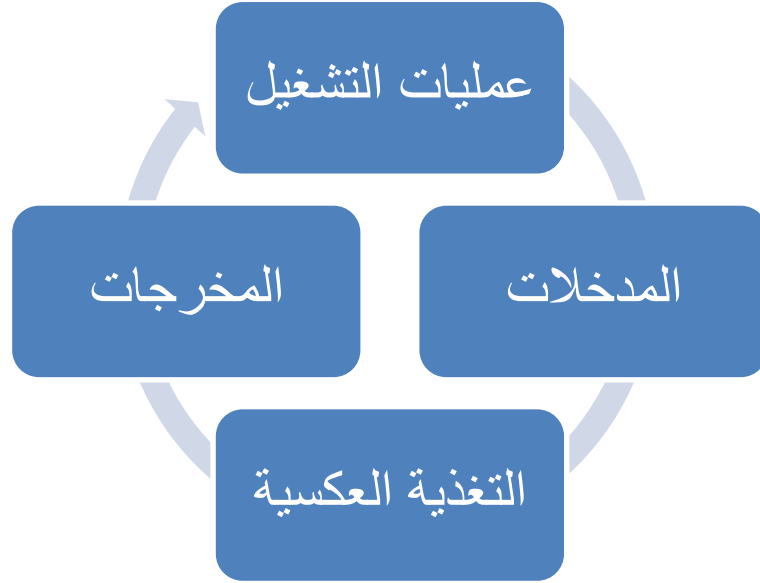 عمليات التشغيل
المدخلات
المخرجات
التغذية العكسية